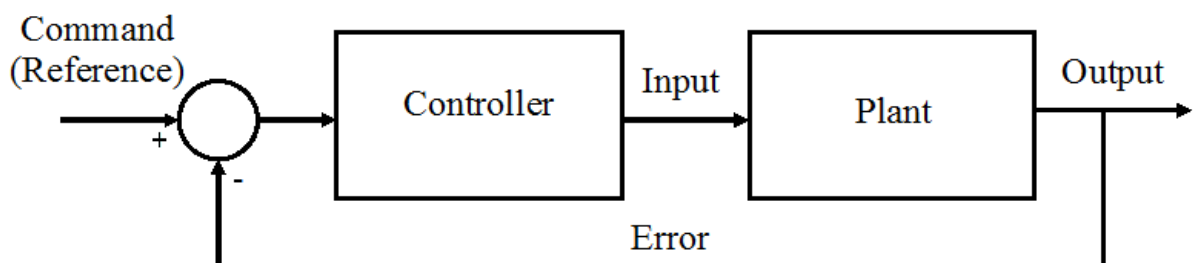 Command
(Reference)
Controller
Input
Plant
Output
+
-
Error